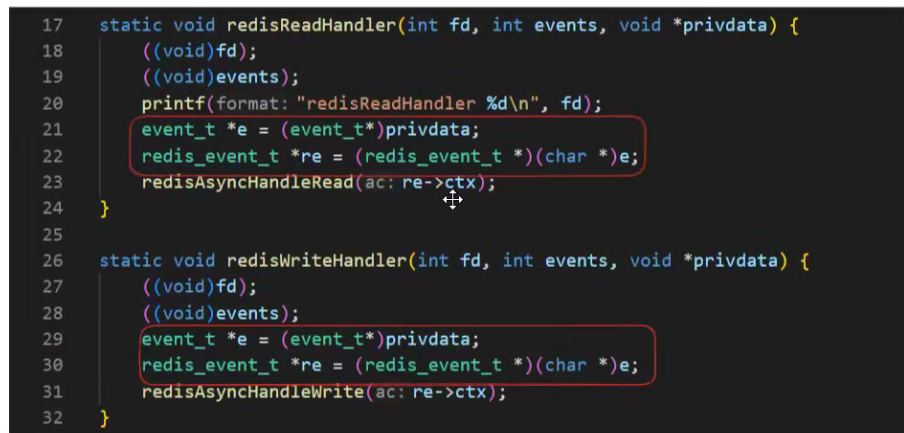 17 static void redisReadHandler(int fd, int events, void *privdata) {
18 ((void)fd);
19 ((void)events);
20 printf(format: "redisReadHandler %d\n", fd);
21 event_t *e = (event_t*)privdata;
22 redis_event_t *re = (redis_event_t *)(char *)e;
23 redisAsyncHandleRead(ac: re->ctx);
24 }
25
26 static void redisWriteHandler(int fd, int events, void *privdata) {
27 ((void)fd);
28 ((void)events);
29 event_t *e = (event_t*)privdata;
30 redis_event_t *re = (redis_event_t *)(char *)e;
31 redisAsyncHandleWrite(ac: re->ctx);
32 }